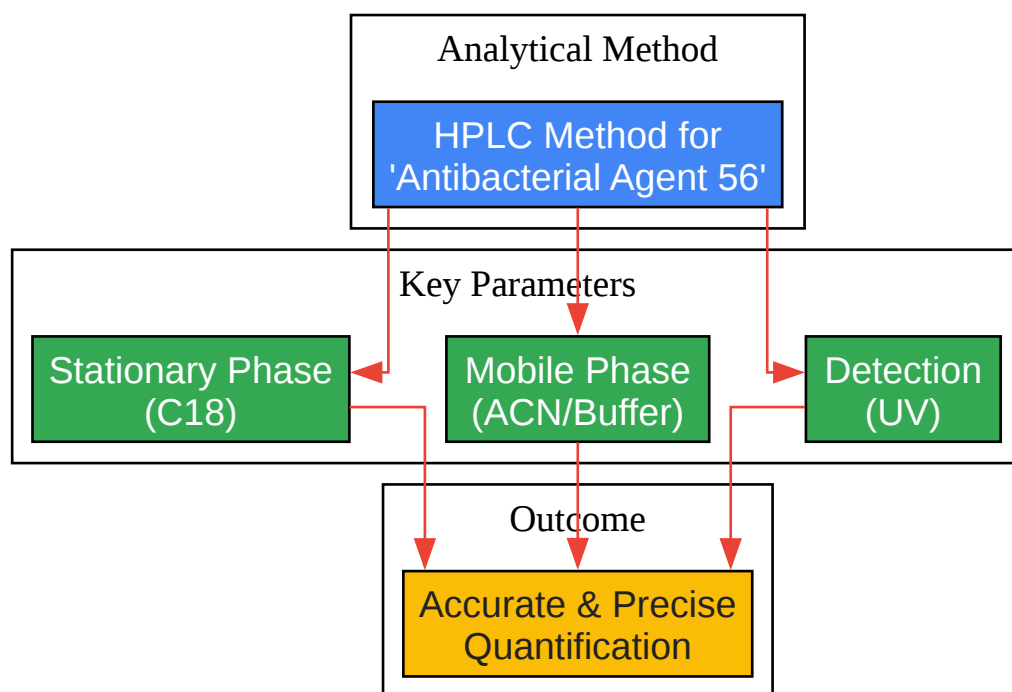 Analytical Method
HPLC Method for
'Antibacterial Agent 56'
Key Parameters
Stationary Phase
(C18)
Mobile Phase
(ACN/Buffer)
Detection
(UV)
Outcome
Accurate & Precise
Quantification